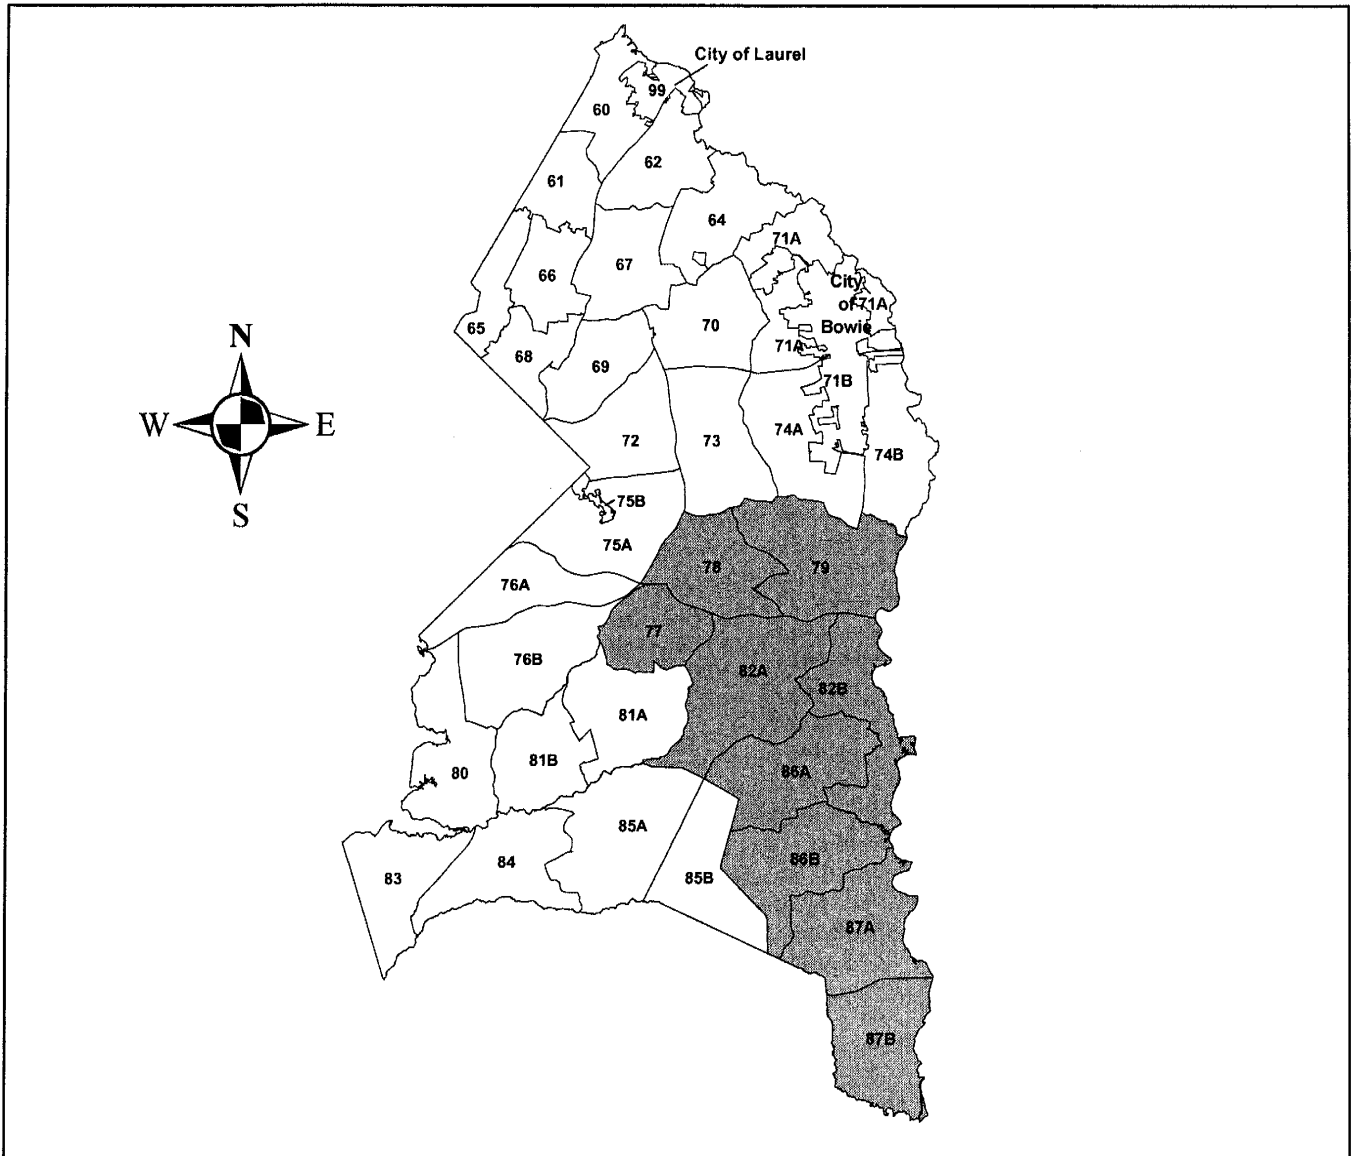 City of Laurel
99
60
62
61
64
71A
66
67
City
of 71A
Bowie
65
70
68
71A
69
71B
N
W
E
S
74A
72
73
74B
75B
75A
78
79
76A
77
76B
82A
82B
81A
81B
80
86A
85A
84
86B
83
85B
87A
87B